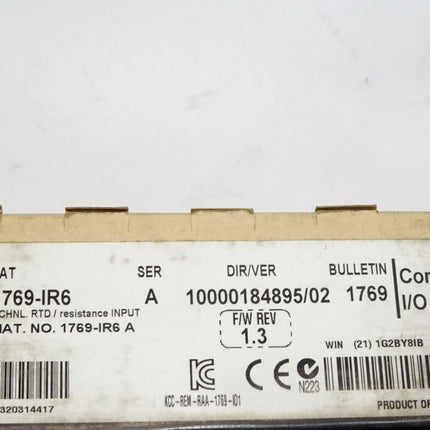 AT SER DIR/VER BULLETIN
769-IR6 A 10000184895/02 1769
CHNL. RTD / resistance INPUT
AT. NO. 1769-IR6 A
F/W REV
1.3
I/O
WIN (21) 1G2BY8IB
N223
KCC-REM-RAA-1769-I01
320314417
PRODUCT OF